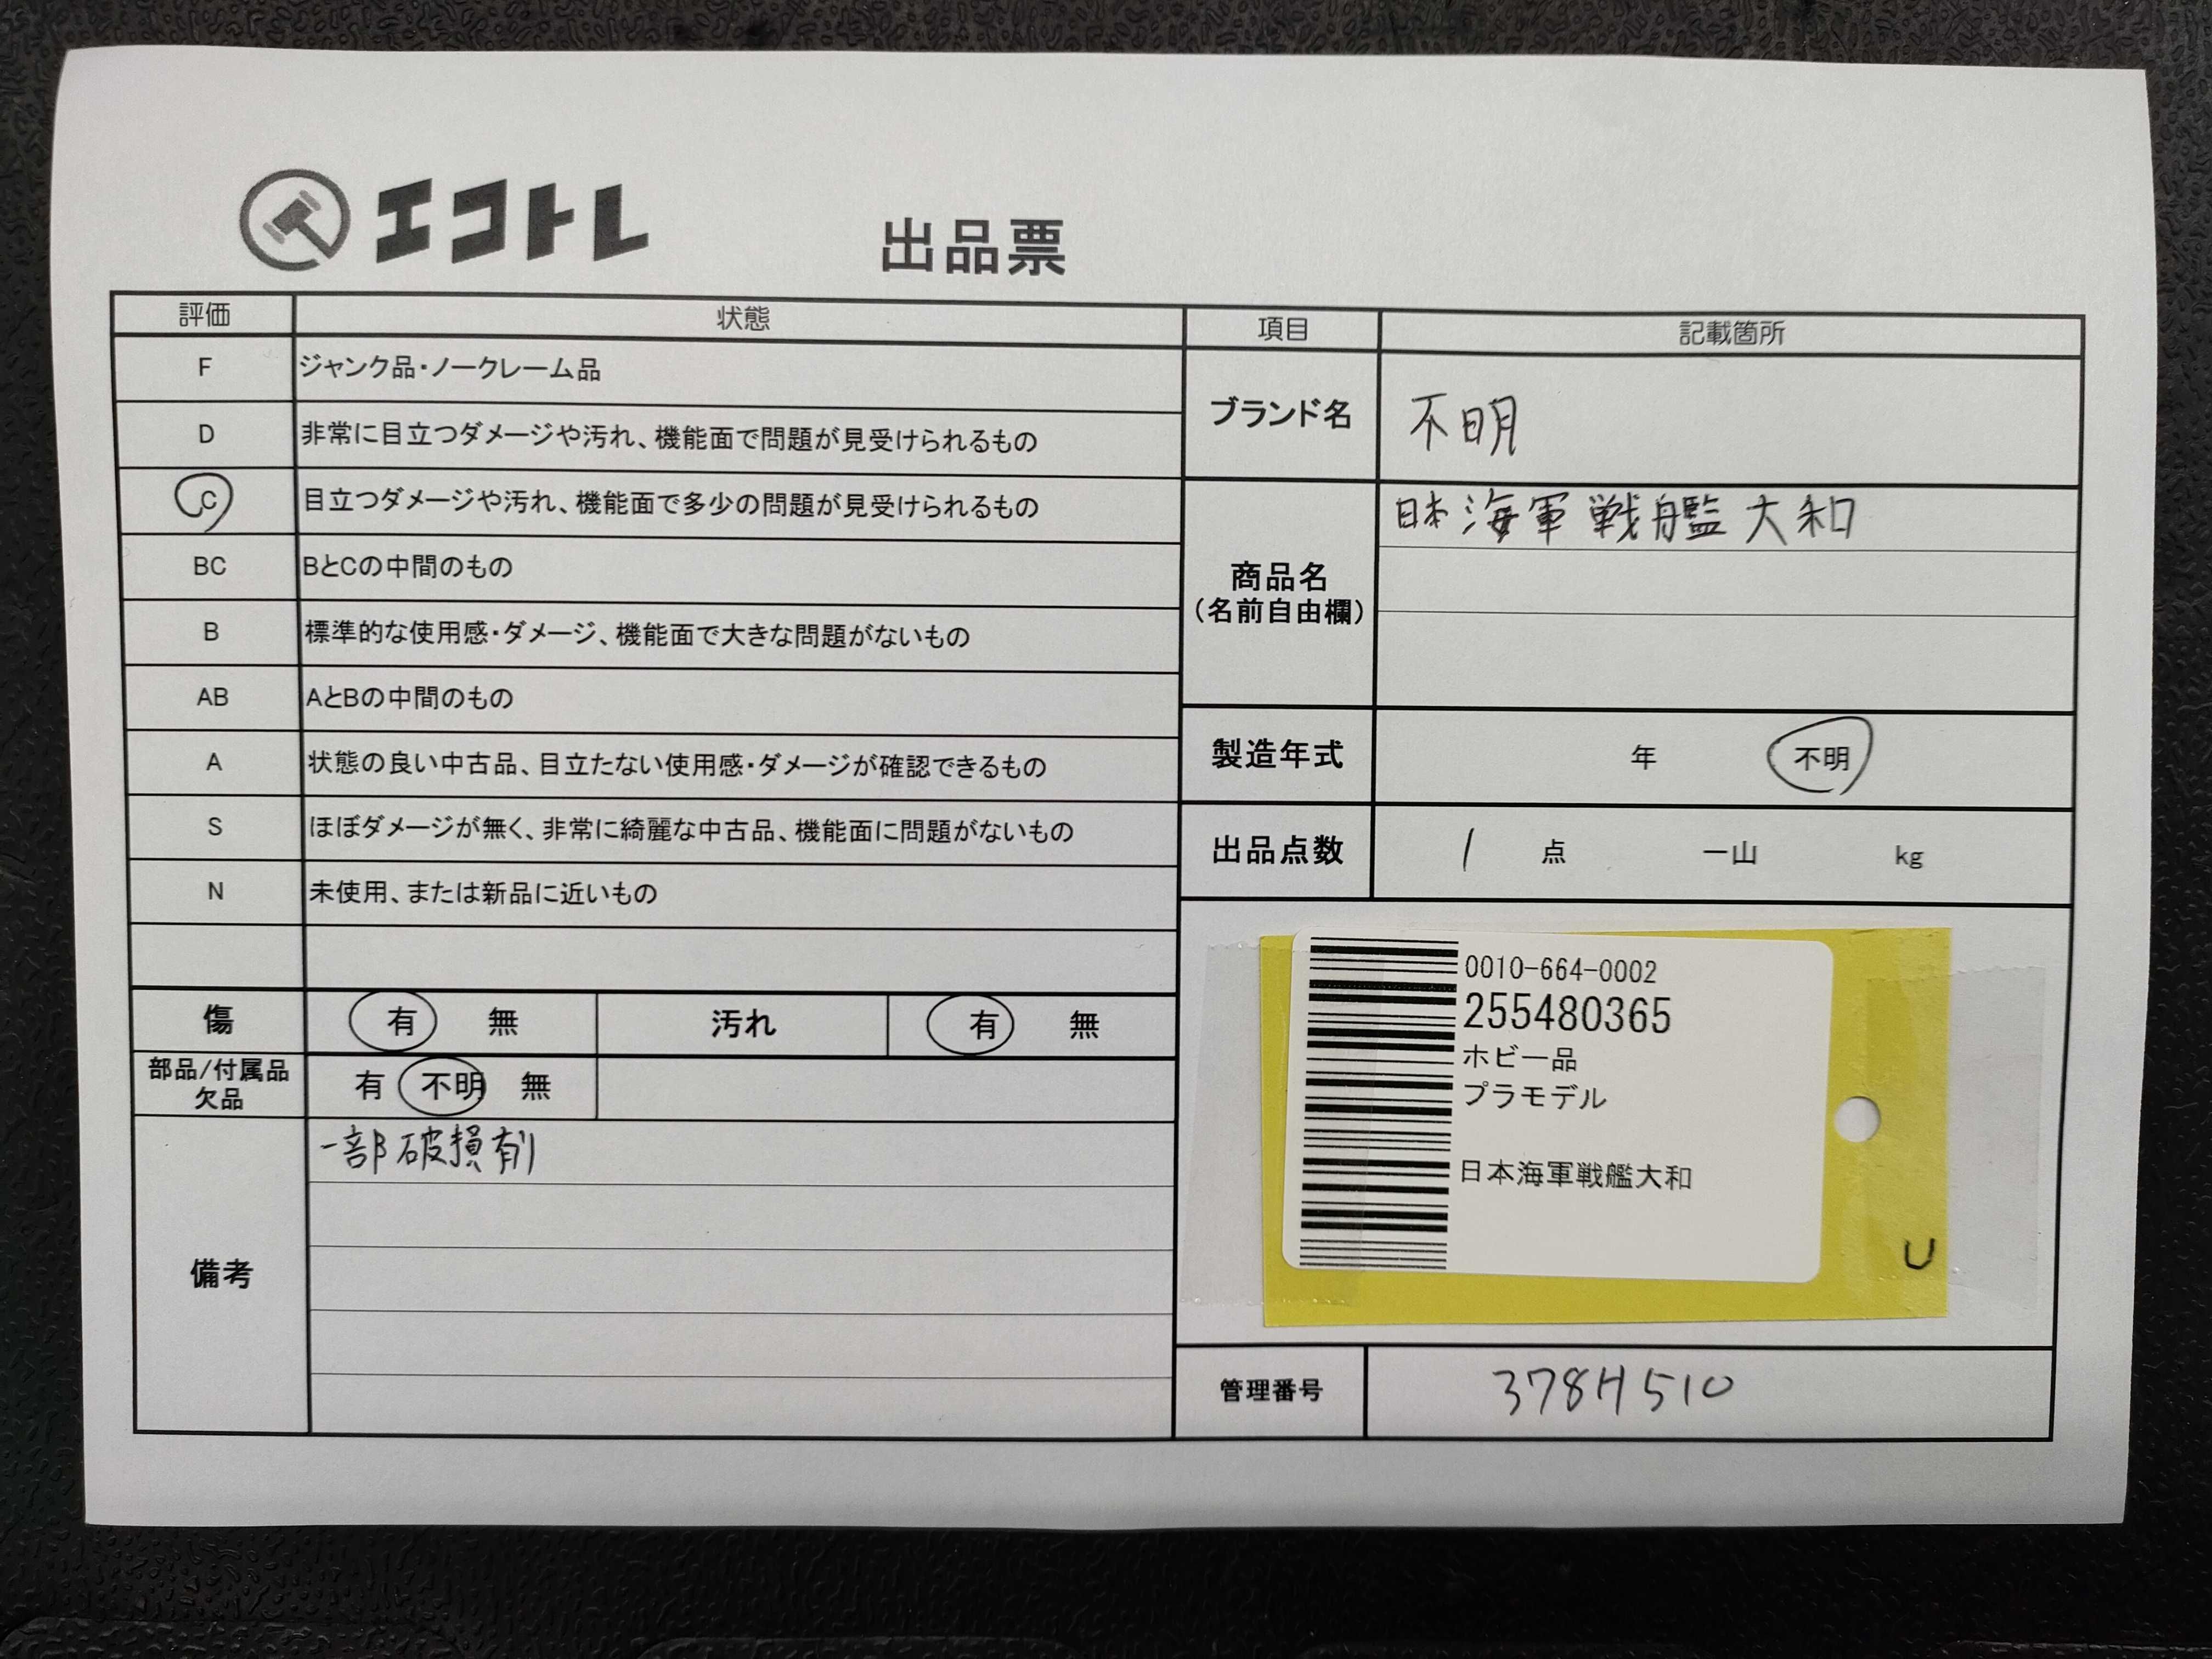 エコトレ
出品票
評価 状態
F ジャンク品・ノークレーム品
D 非常に目立つダメージや汚れ、機能面で問題が見受けられるもの
C 目立つダメージや汚れ、機能面で多少の問題が見受けられるもの
BC BとCの中間のもの
B 標準的な使用感・ダメージ、機能面で大きな問題がないもの
AB AとBの中間のもの
A 状態の良い中古品、目立たない使用感・ダメージが確認できるもの
S ほぼダメージが無く、非常に綺麗な中古品、機能面に問題がないもの
N 未使用、または新品に近いもの
傷 有 無 汚れ 有 無
部品/付属品
欠品
有 不明 無
備考
一部破損有り
項目 記載箇所
ブランド名 不明
商品名
(名前自由欄)
日本海軍戦艦大和
製造年式 年 不明
出品点数 1 点 一山 kg
0010-664-0002
255480365
ホビー品
プラモデル
日本海軍戦艦大和
U
管理番号 378H510